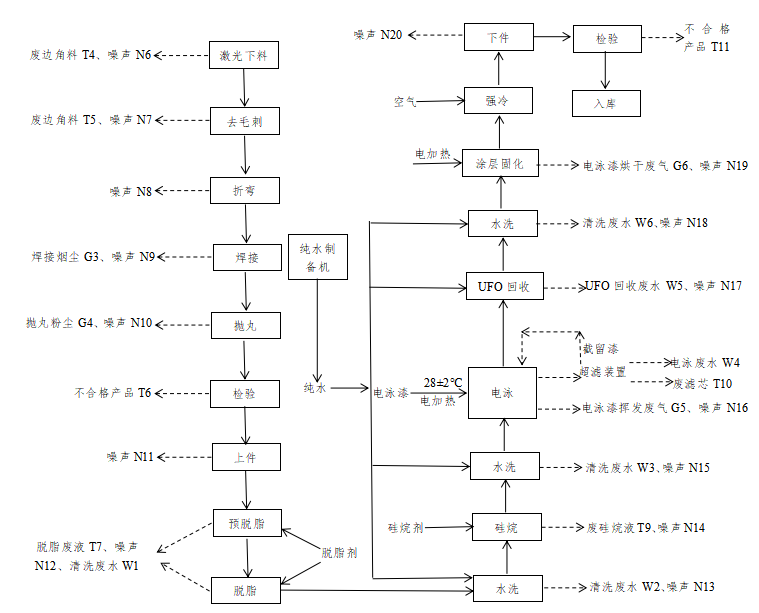 废边角料 T4、噪声 N6
激光下料
废边角料 T5、噪声 N7
去毛刺
噪声 N8
折弯
焊接烟尘 G3、噪声 N9
焊接
纯水制
备机
抛丸粉尘 G4、噪声 N10
抛丸
不合格产品 T6
检验
纯水
噪声 N11
上件
预脱脂
脱脂剂
脱脂废液 T7、噪声
N12、清洗废水 W1
脱脂
噪声 N20
下件
检验
不合格
产品 T11
空气
强冷
入库
电加热
涂层固化
电泳漆烘干废气 G6、噪声 N19
水洗
清洗废水 W6、噪声 N18
UFO 回收
UFO 回收废水 W5、噪声 N17
截留漆
超滤装置
电泳废水 W4
废滤芯 T10
电泳漆
28±2℃
电加热
电泳
电泳漆挥发废气 G5、噪声 N16
水洗
清洗废水 W3、噪声 N15
硅烷剂
硅烷
废硅烷液 T9、噪声 N14
水洗
清洗废水 W2、噪声 N13